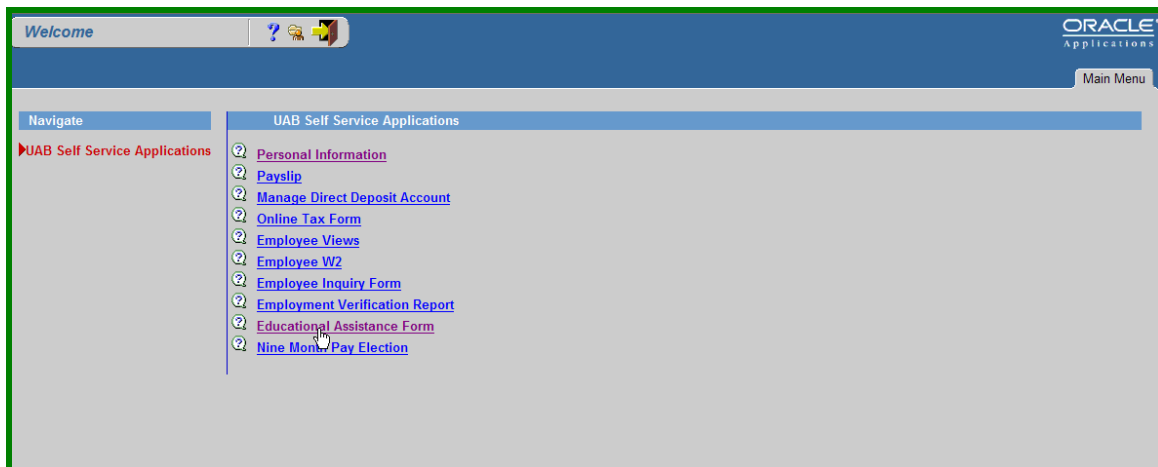 Welcome
ORACLE
Applications
Main Menu
Navigate
UAB Self Service Applications
UAB Self Service Applications
Personal Information
Payslip
Manage Direct Deposit Account
Online Tax Form
Employee Views
Employee W2
Employee Inquiry Form
Employment Verification Report
Educational Assistance Form
Nine Month Pay Election